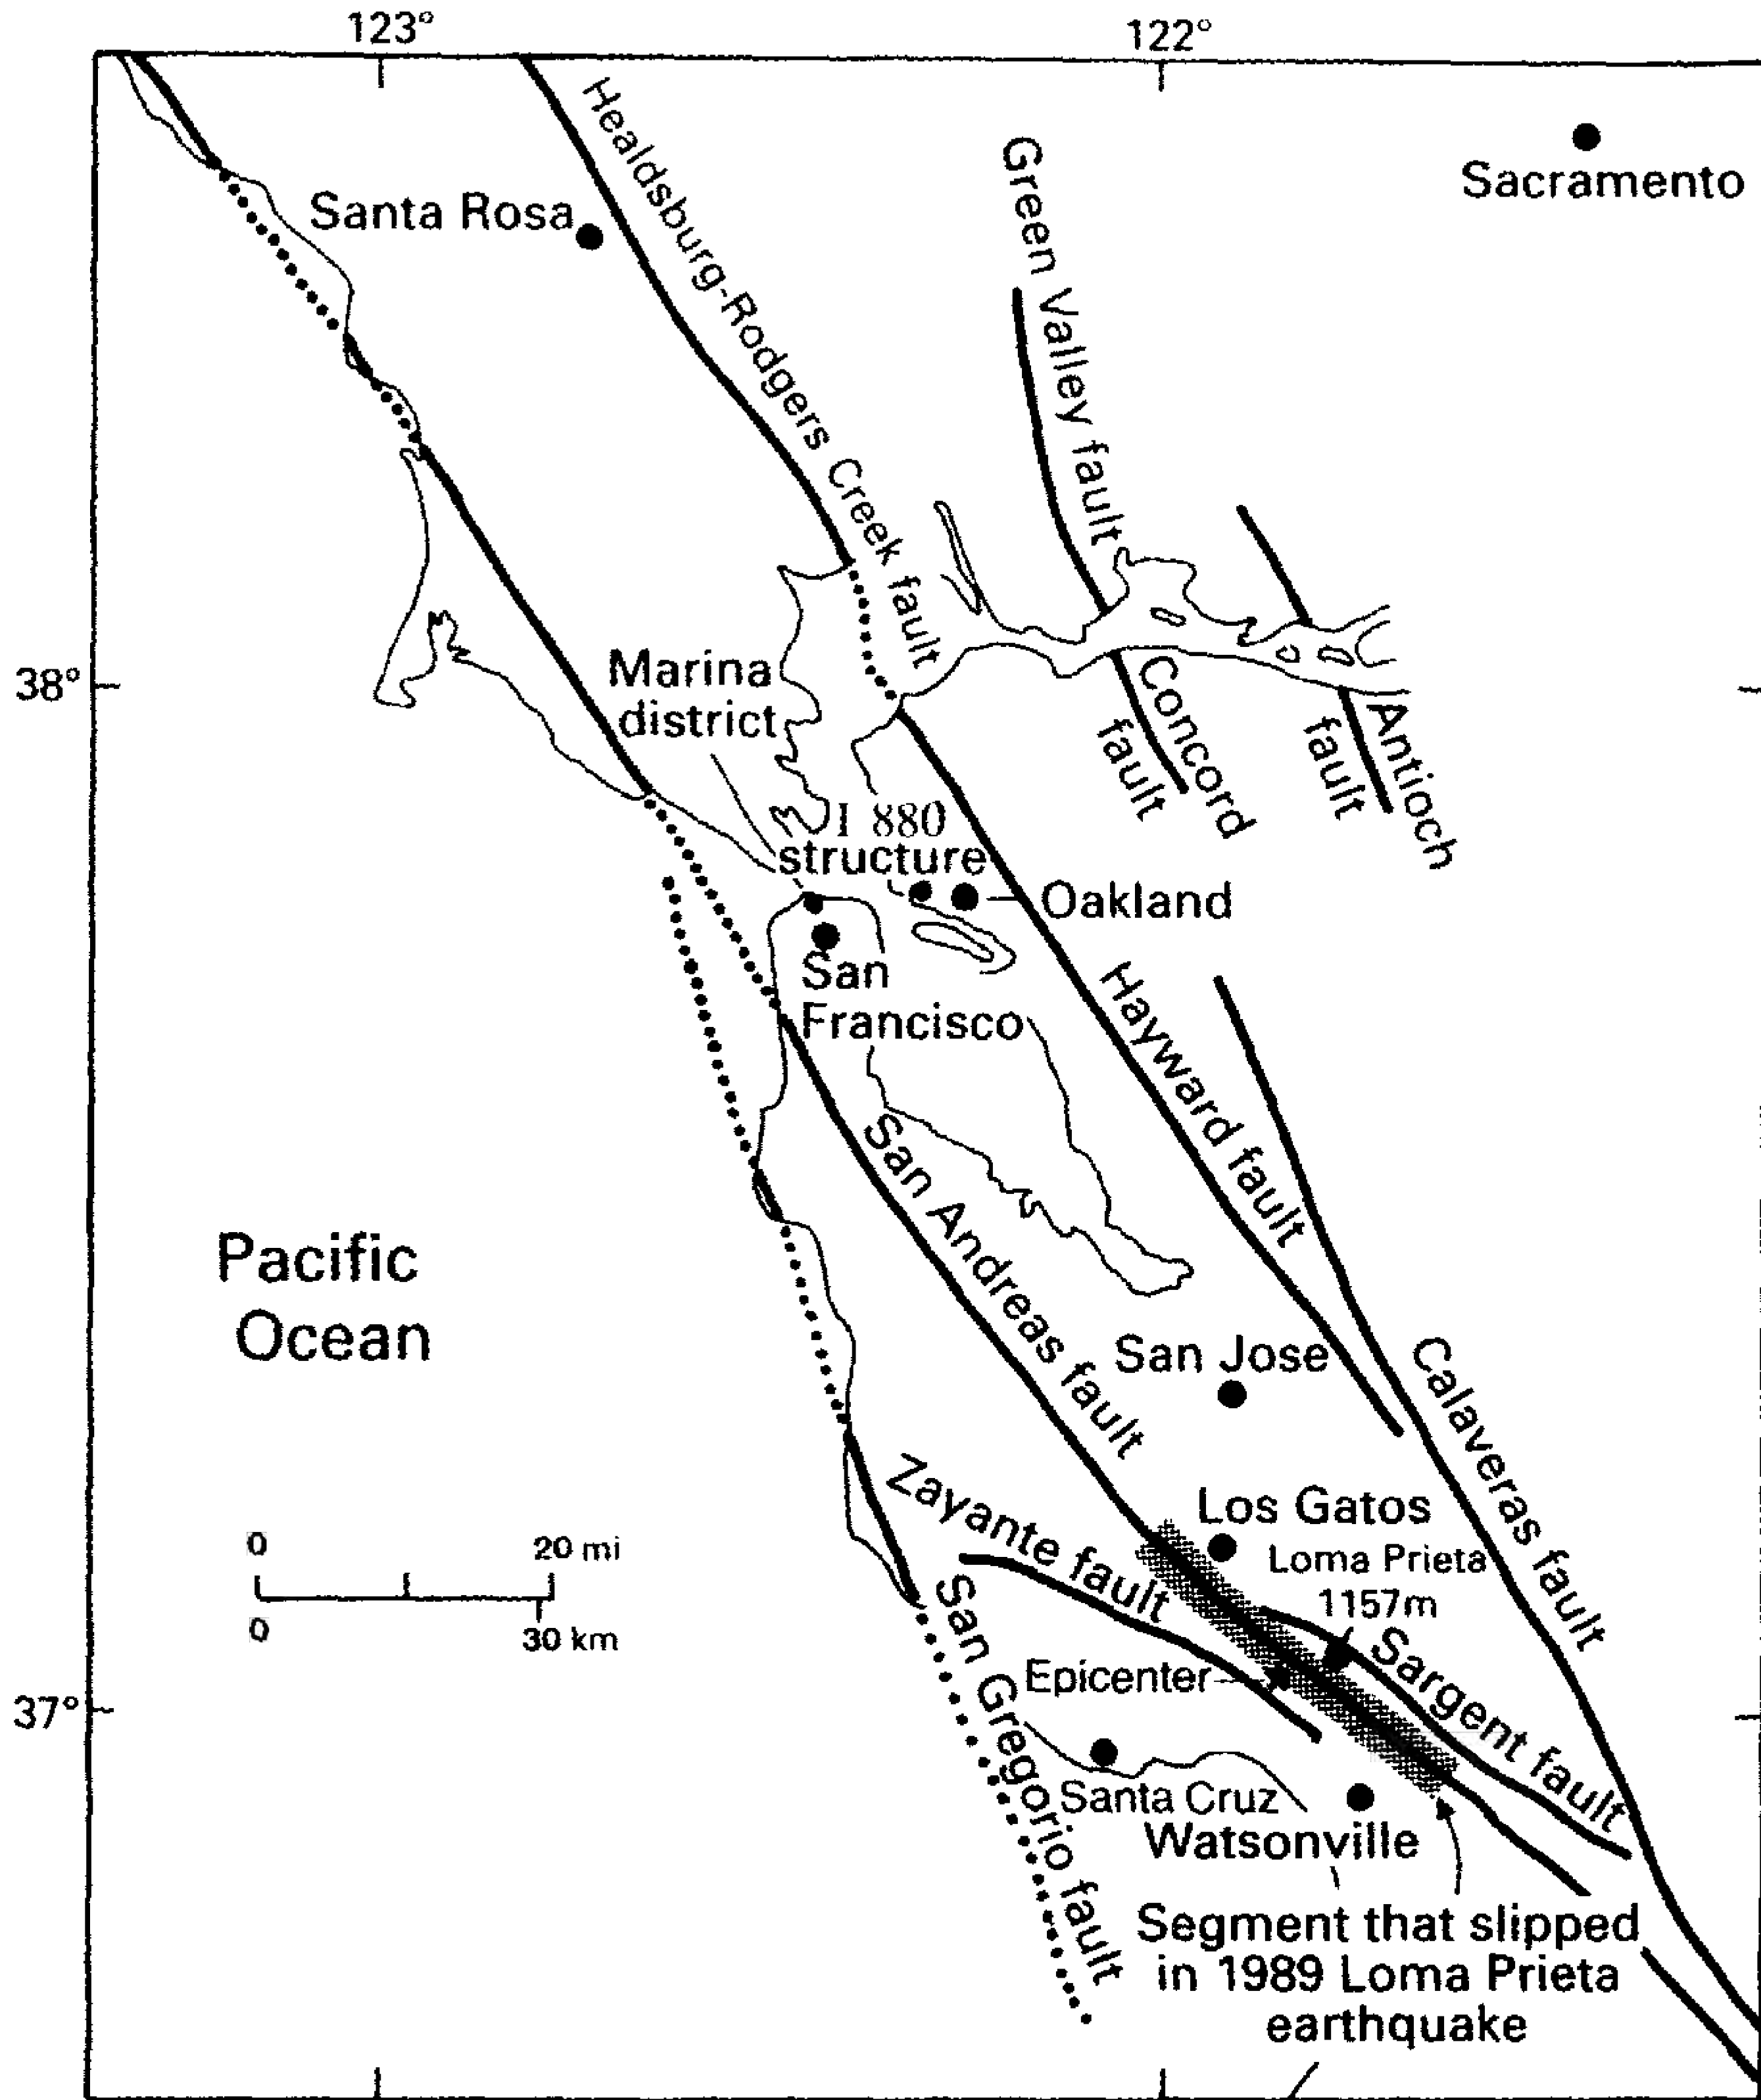 123°
122°
Healdsburg-Rodgers Creek fault
Green Valley fault
Sacramento
Santa Rosa
38°
Marina
district
Concord
fault
Antioch
fault
I 880
structure
Oakland
San
Francisco
Hayward fault
San Andreas fault
Pacific
Ocean
San Jose
Calaveras fault
Zayante fault
Los Gatos
Loma Prieta
1157m
0
20 mi
0
30 km
San Gregorio fault
Sargent fault
Epicenter
37°
Santa Cruz
Watsonville
Segment that slipped
in 1989 Loma Prieta
earthquake